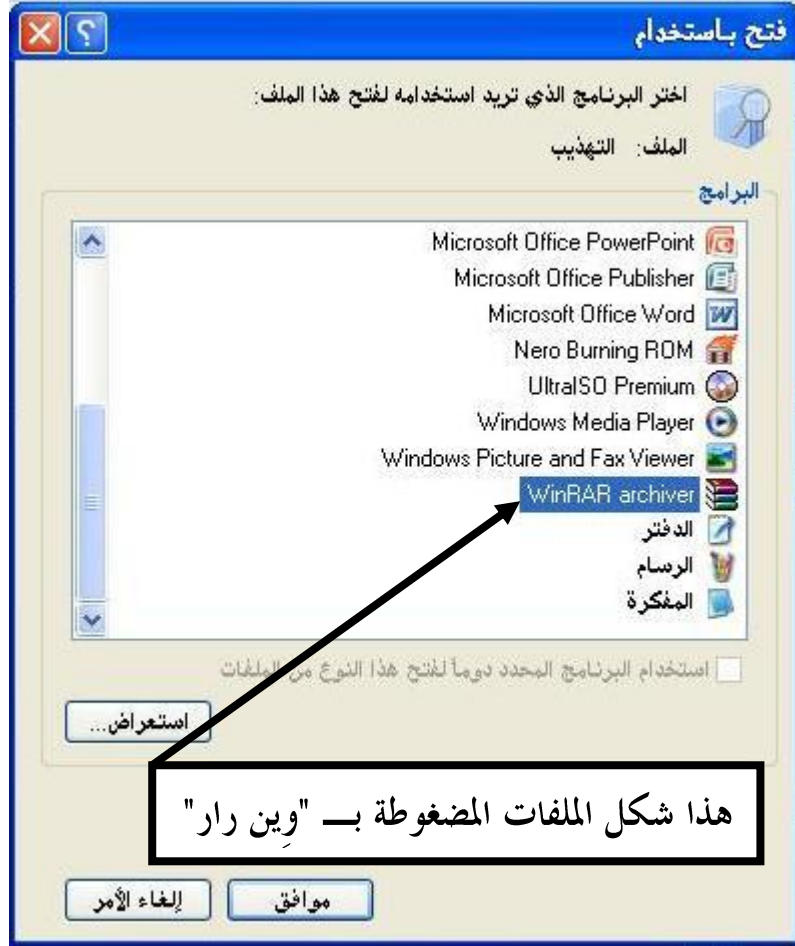 فتح باستخدام
اختر البرنامج الذي تريد استخدامه لفتح هذا الملف:
الملف: التهذيب
البرامج
Microsoft Office PowerPoint
Microsoft Office Publisher
Microsoft Office Word
Nero Burning ROM
UltraISO Premium
Windows Media Player
Windows Picture and Fax Viewer
WinRAR archiver
الدفتر
الرسام
المفكرة
استخدام البرنامج المحدد دوماً لفتح هذا النوع من الملفات
استعراض...
هذا شكل الملفات المضغوطة بــ "وِين رار"
موافق
إلغاء الأمر